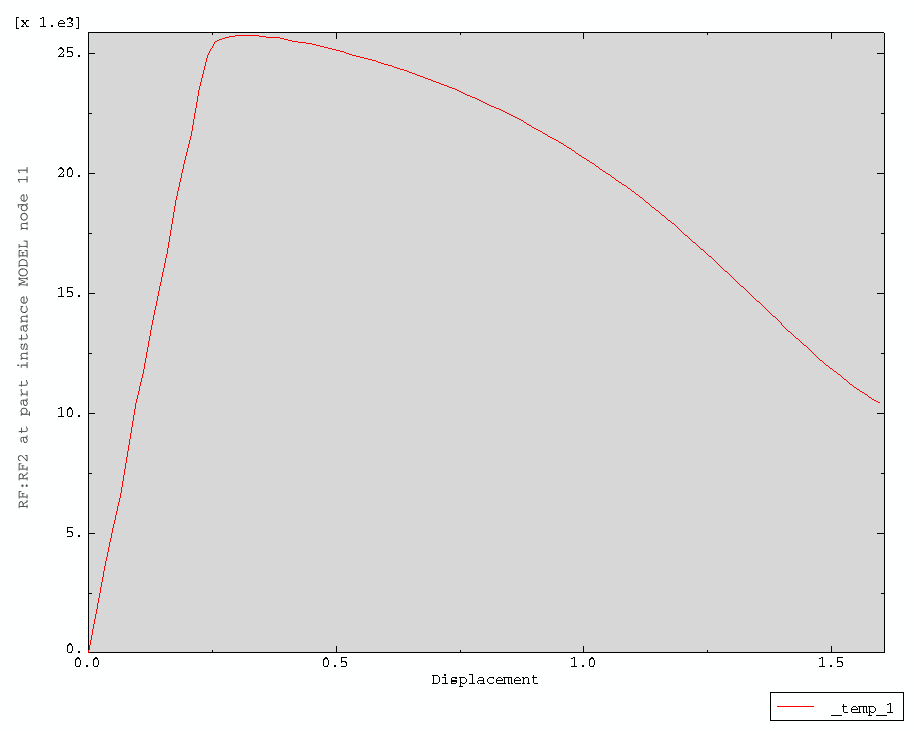 [x 1.e3]
25.
20.
15.
10.
5.
0.
RF:RF2 at part instance MODEL node 11
0.0
0.5
1.0
1.5
Displacement
_temp_1